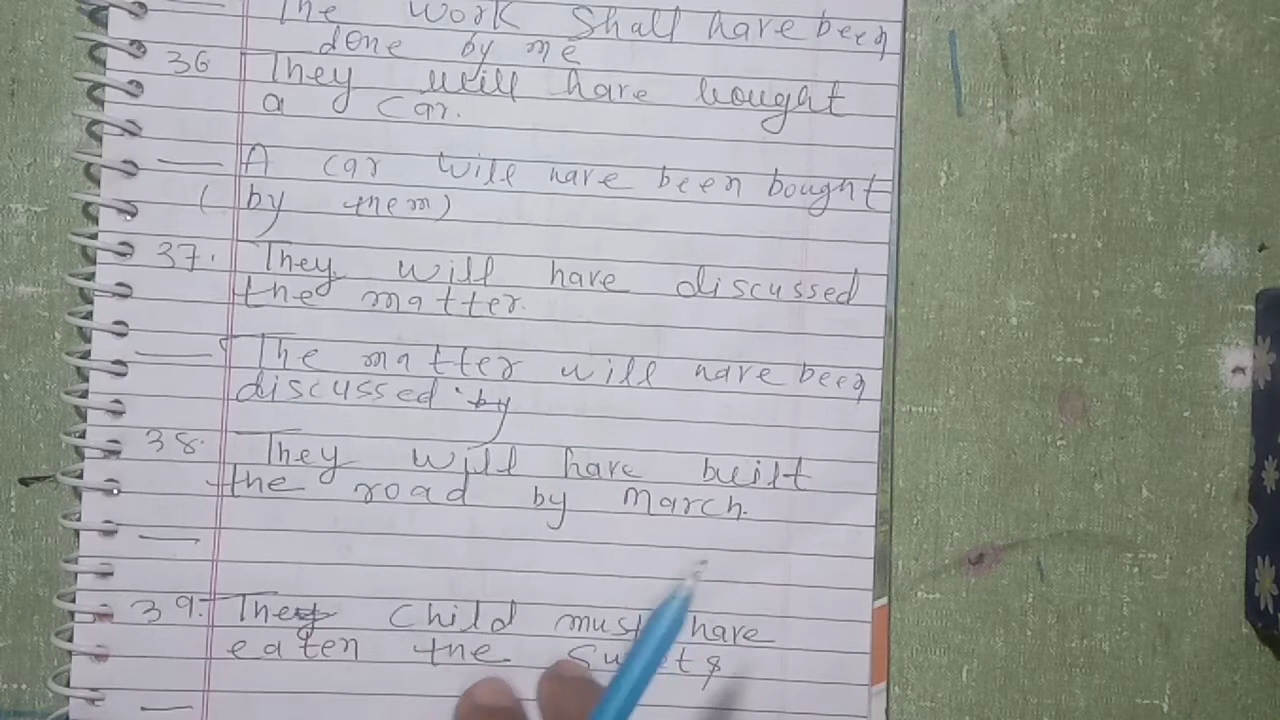 The work shall have been
done by me
36 They will have bought
a car.
— A car will have been bought
(by them)
37. They will have discussed
the matter.
— The matter will have been
discussed by
38. They will have built
the road by March.
—
39. They child must have
eaten the sweets
—